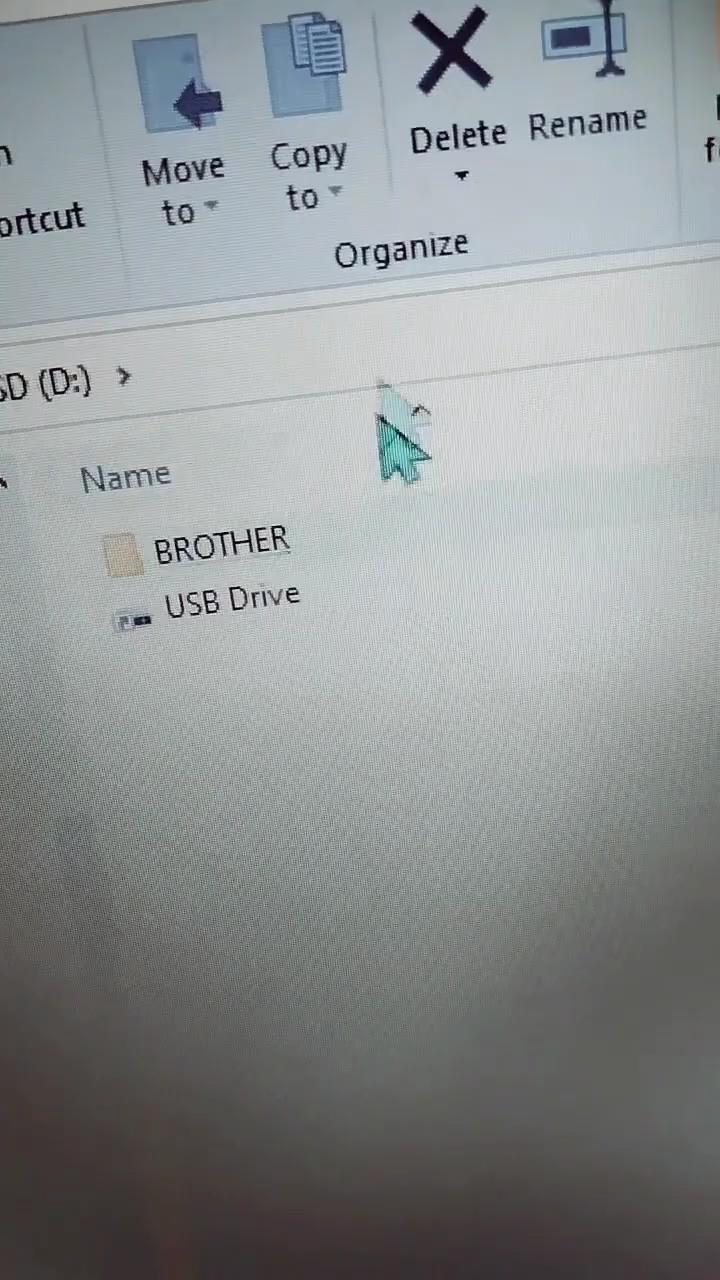 Move to
Copy to
Delete
Rename
ortcut
Organize
SD (D:) >
Name
BROTHER
USB Drive